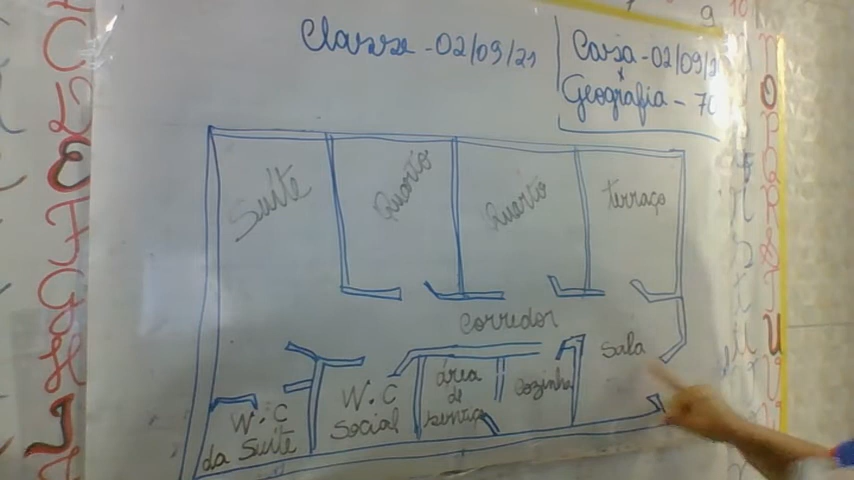 Classe - 02/09/21
Casa - 02/09/2
Geografia - 70
Suíte
Quarto
Quarto
terraço
Corredor
Sala
W.C
da Suíte
W.C
Social
área
de
serviço
Cozinha